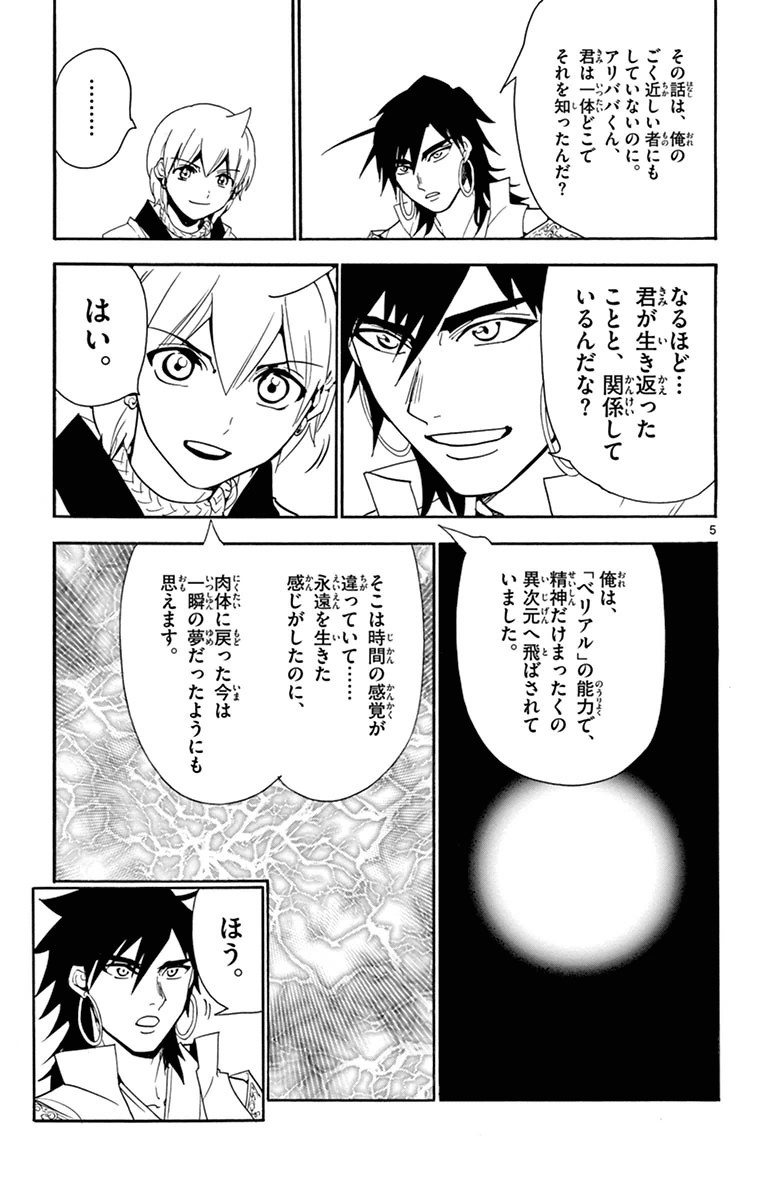 その話は、俺の
ごく近しい者にも
していないのに。
アリババくん、
君は一体どこで
それを知ったんだ?
………
なるほど…
君が生き返った
ことと、関係して
いるんだな?
はい。
5
俺は、
「ベリアル」の能力で、
精神だけまったくの
異次元へ飛ばされて
いました。
そこは時間の感覚が
違っていて……
永遠を生きた
感じがしたのに、
肉体に戻った今は
一瞬の夢だったようにも
思えます。
ほう。